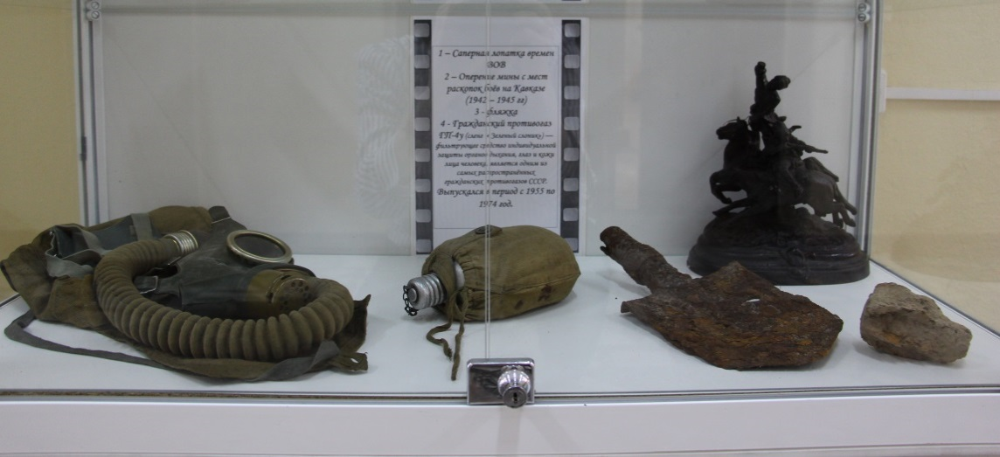 1 – Саперная лопатка времен
ВОВ
2 – Оперение мины с мест
раскопок боёв на Кавказе
(1942 – 1945 гг)
3 - фляжка
4 - Гражданский противогаз
ГП-4у (сленг «Зеленый слоник») —
фильтрующее средство индивидуальной
защиты органов дыхания, глаз и кожи
лица человека, является одним из
самых распространённых
гражданских противогазов СССР.
Выпускался в период с 1955 по
1974 год.